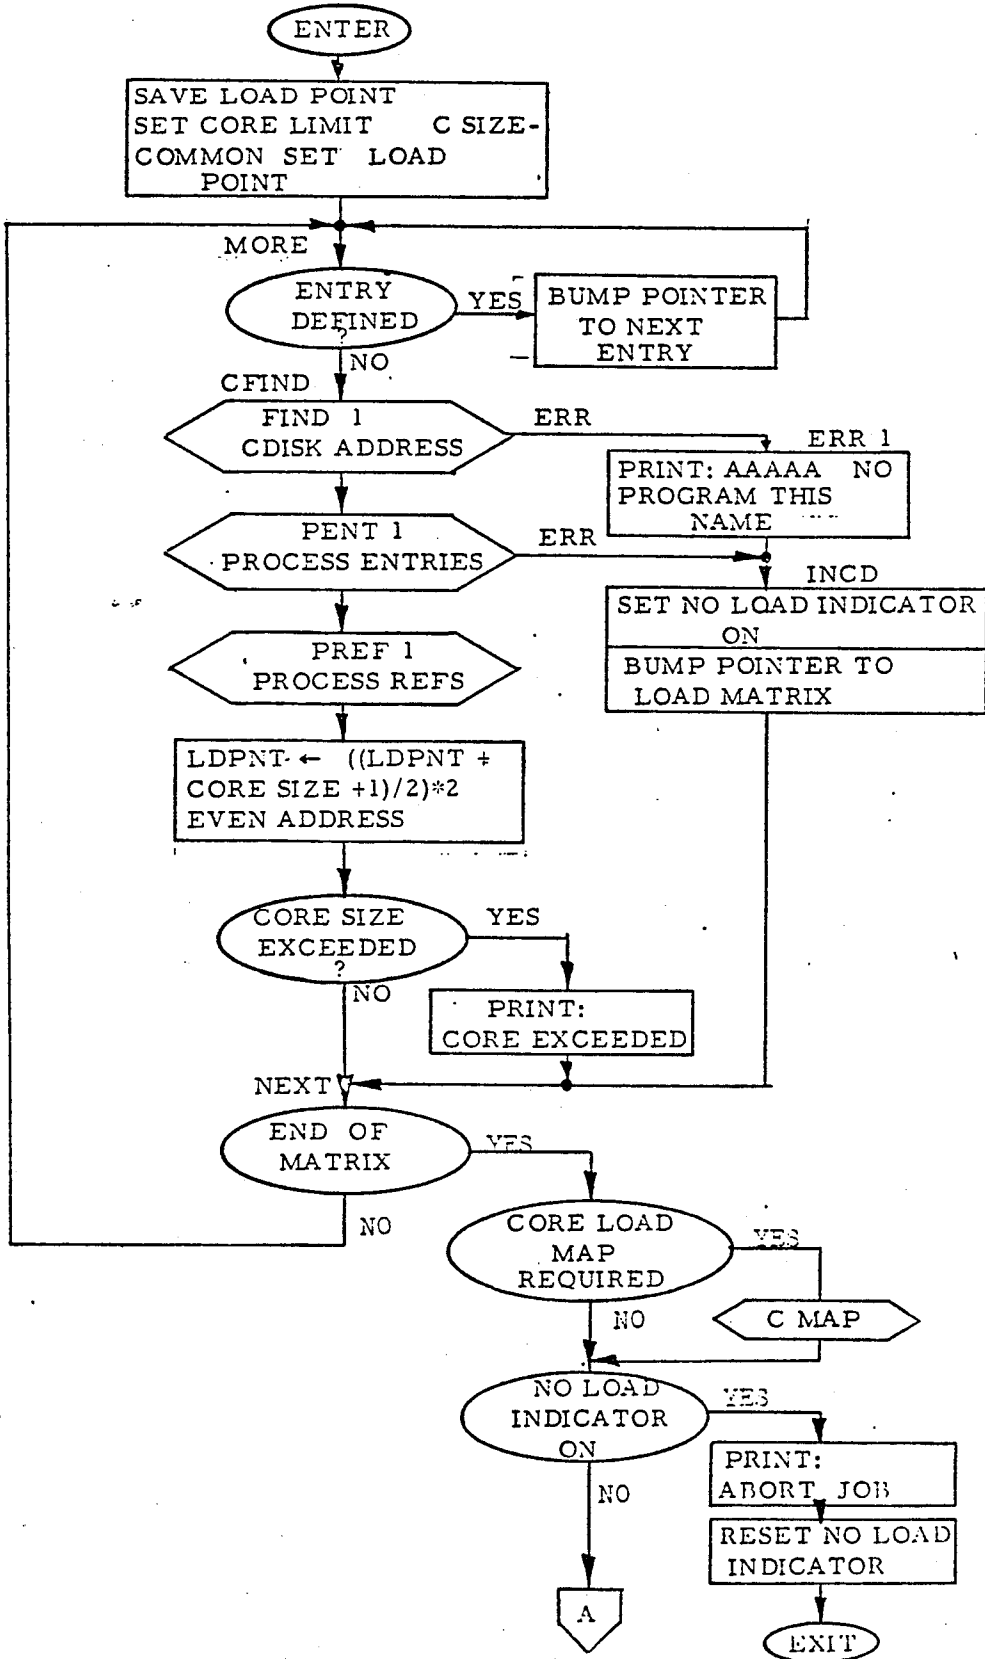 ENTER
SAVE LOAD POINT
SET CORE LIMIT C SIZE-
COMMON SET LOAD
POINT
MORE
ENTRY
DEFINED
?
YES
BUMP POINTER
TO NEXT
ENTRY
NO
CFIND
FIND 1
CDISK ADDRESS
ERR
ERR 1
PRINT: AAAAA NO
PROGRAM THIS
NAME
PENT 1
PROCESS ENTRIES
ERR
INCD
SET NO LOAD INDICATOR
ON
BUMP POINTER TO
LOAD MATRIX
PREF 1
PROCESS REFS
LDPNT ← ((LDPNT +
CORE SIZE +1)/2)*2
EVEN ADDRESS
CORE SIZE
EXCEEDED
?
YES
NO
PRINT:
CORE EXCEEDED
NEXT
END OF
MATRIX
YES
NO
CORE LOAD
MAP
REQUIRED
YES
NO
C MAP
NO LOAD
INDICATOR
ON
YES
NO
PRINT:
ABORT JOB
RESET NO LOAD
INDICATOR
A
EXIT